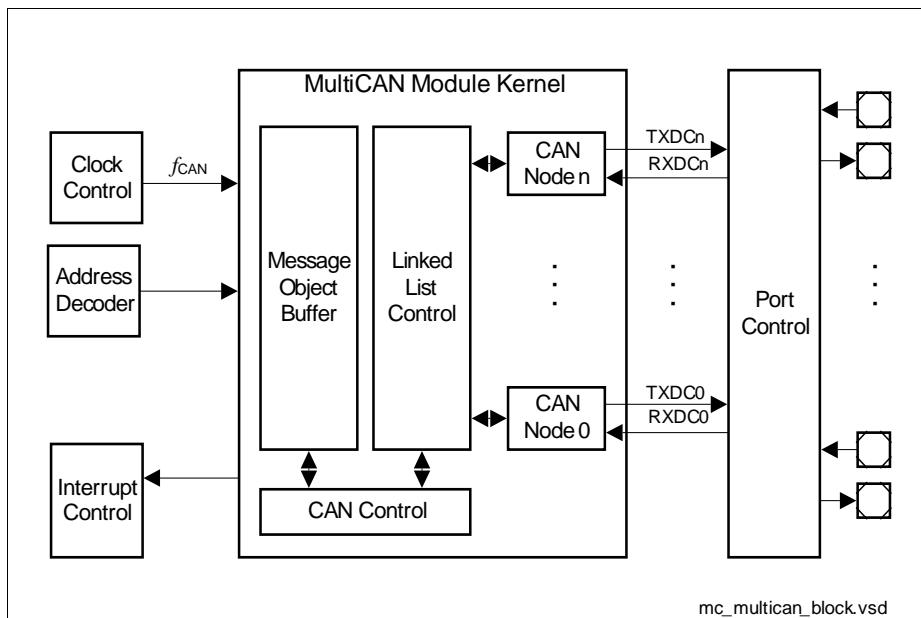 MultiCAN Module Kernel
Clock
Control
fCAN
Address
Decoder
Interrupt
Control
Message
Object
Buffer
Linked
List
Control
CAN Control
CAN
Node n
CAN
Node 0
TXDCn
RXDCn
TXDC0
RXDC0
Port
Control
mc_multican_block.vsd